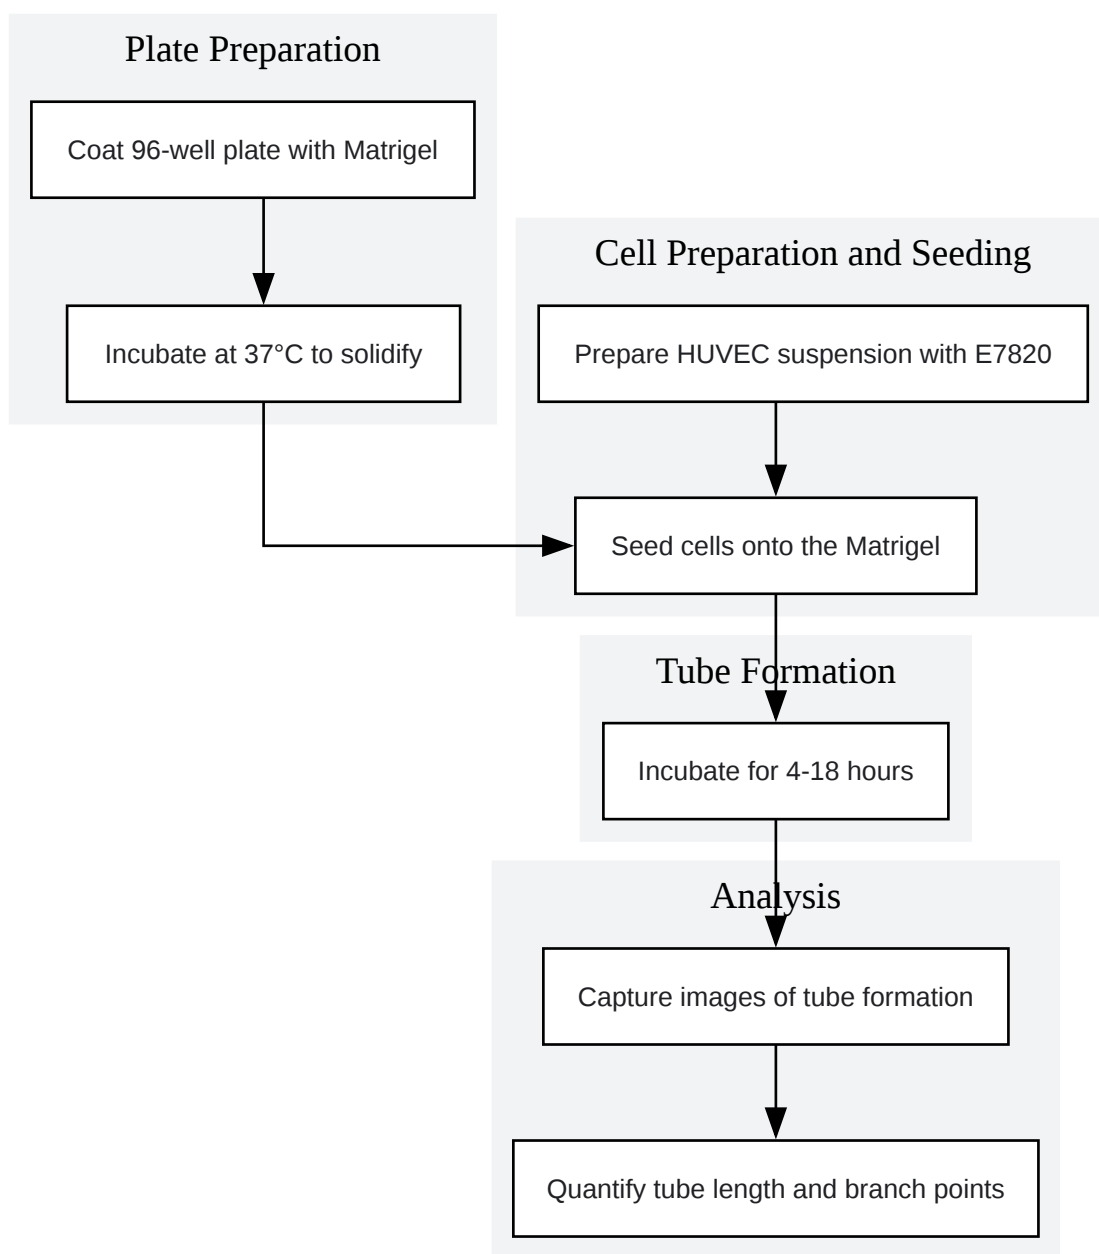 Plate Preparation
Coat 96-well plate with Matrigel
Incubate at 37°C to solidify
Cell Preparation and Seeding
Prepare HUVEC suspension with E7820
Seed cells onto the Matrigel
Tube Formation
Incubate for 4-18 hours
Analysis
Capture images of tube formation
Quantify tube length and branch points